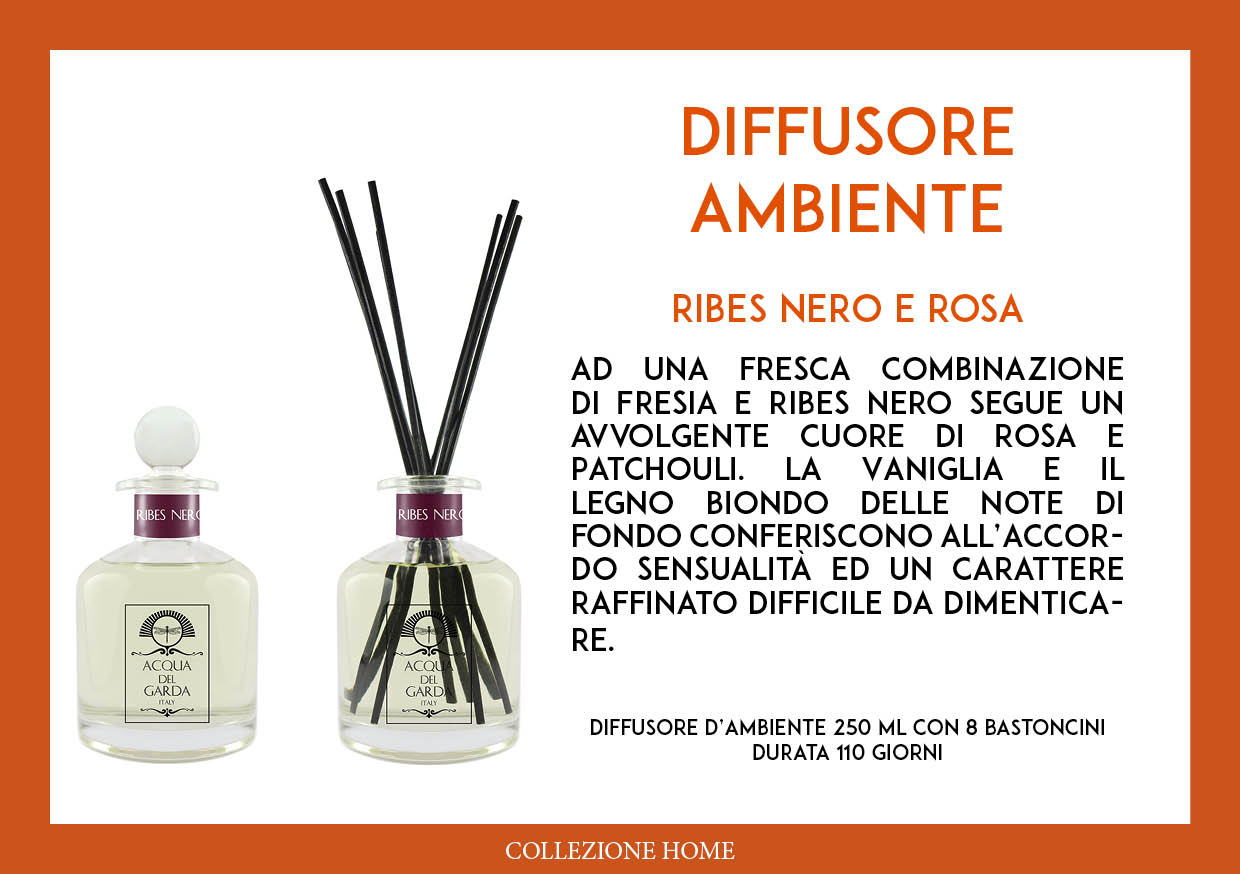 DIFFUSORE
AMBIENTE
RIBES NERO E ROSA
AD UNA FRESCA COMBINAZIONE
DI FRESIA E RIBES NERO SEGUE UN
AVVOLGENTE CUORE DI ROSA E
PATCHOULI. LA VANIGLIA E IL
LEGNO BIONDO DELLE NOTE DI
FONDO CONFERISCONO ALL'ACCOR-
DO SENSUALITÀ ED UN CARATTERE
RAFFINATO DIFFICILE DA DIMENTICA-
RE.
DIFFUSORE D'AMBIENTE 250 ML CON 8 BASTONCINI
DURATA 110 GIORNI
RIBES NERO
ACQUA
DEL
GARDA
ITALY
RIBES NERO
ACQUA
DEL
GARDA
ITALY
COLLEZIONE HOME